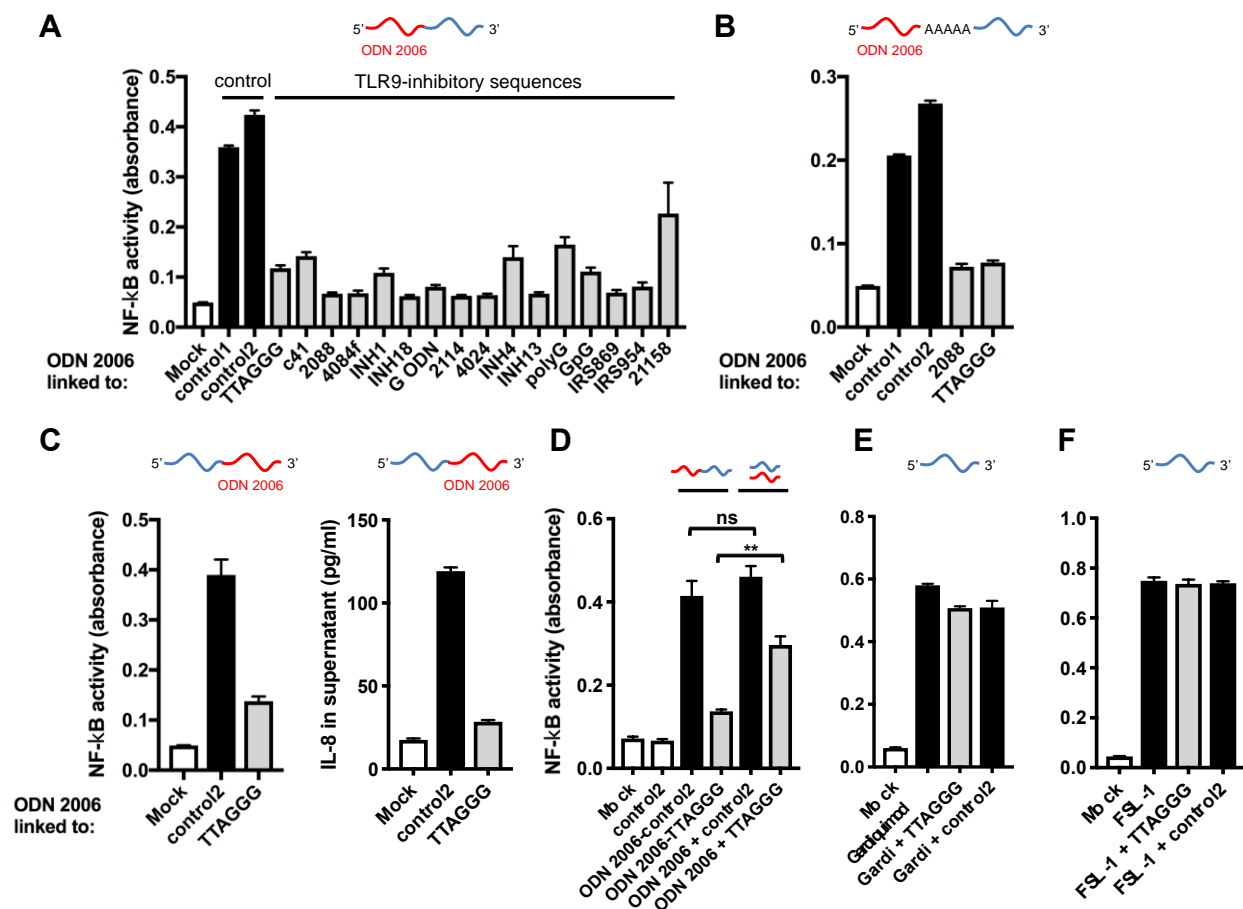 A
5' 3'
ODN 2006
control TLR9-inhibitory sequences
NF-kB activity (absorbance)
0.5
0.4
0.3
0.2
0.1
0.0
ODN 2006
linked to:
Mock
control1
control2
TTAGGG
c41
2088
4084f
INH1
INH18
G ODN
2114
4024
INH4
INH13
polyG
GpG
IRS869
IRS954
21158
B
5' AAAAA 3'
ODN 2006
0.3
0.2
0.1
0.0
ODN 2006
linked to:
Mock
control1
control2
2088
TTAGGG
C
5' 3'
ODN 2006
NF-kB activity (absorbance)
0.5
0.4
0.3
0.2
0.1
0.0
ODN 2006
linked to:
Mock
control2
TTAGGG
5' 3'
ODN 2006
IL-8 in supernatant (pg/ml)
150
100
50
0
Mock
control2
TTAGGG
D
ns
**
NF-kB activity (absorbance)
0.6
0.4
0.2
0.0
Mock
control2
ODN 2006-control2
ODN 2006-TTAGGG
ODN 2006 + control2
ODN 2006 + TTAGGG
E
5' 3'
0.8
0.6
0.4
0.2
0.0
Mock
Gardiquimod
Gardi + TTAGGG
Gardi + control2
F
5' 3'
1.0
0.8
0.6
0.4
0.2
0.0
Mock
FSL-1
FSL-1 + TTAGGG
FSL-1 + control2